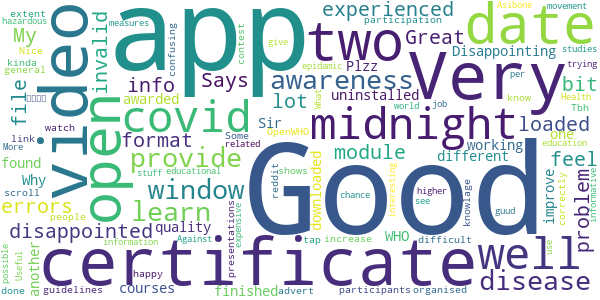 extent
hazardous
Nice
kinda
general
My
file
found
Why
errors
scroll
More
link
watch
people
done
possible
Useful
guidelines
video
open
covid
app
two
Very
date
Good
midnight
certificate
well
disease
measures
confusing
invalid
contest
give
epidemic
Says
info
awarded
provide
format
learn
window
disappointed
quality
another
courses
Some
related
stuff
educational
Against
information
expensive
presentations
finished
WHO
tap
increase
advert
happy
Sir
OpenWHO
What
lot
module
awareness
uninstalled
Plzz
experienced
participation
Great
Disappointing
Asibone
movement
studies
trying
per
know
Health
Tbh
bit
loaded
one
world
job
working
different
feel
problem
improve
correctly
education
informative
use
downloaded
reddit
shows
chance
interesting
higher
see
guud
knowlage
difficult
participants
organised